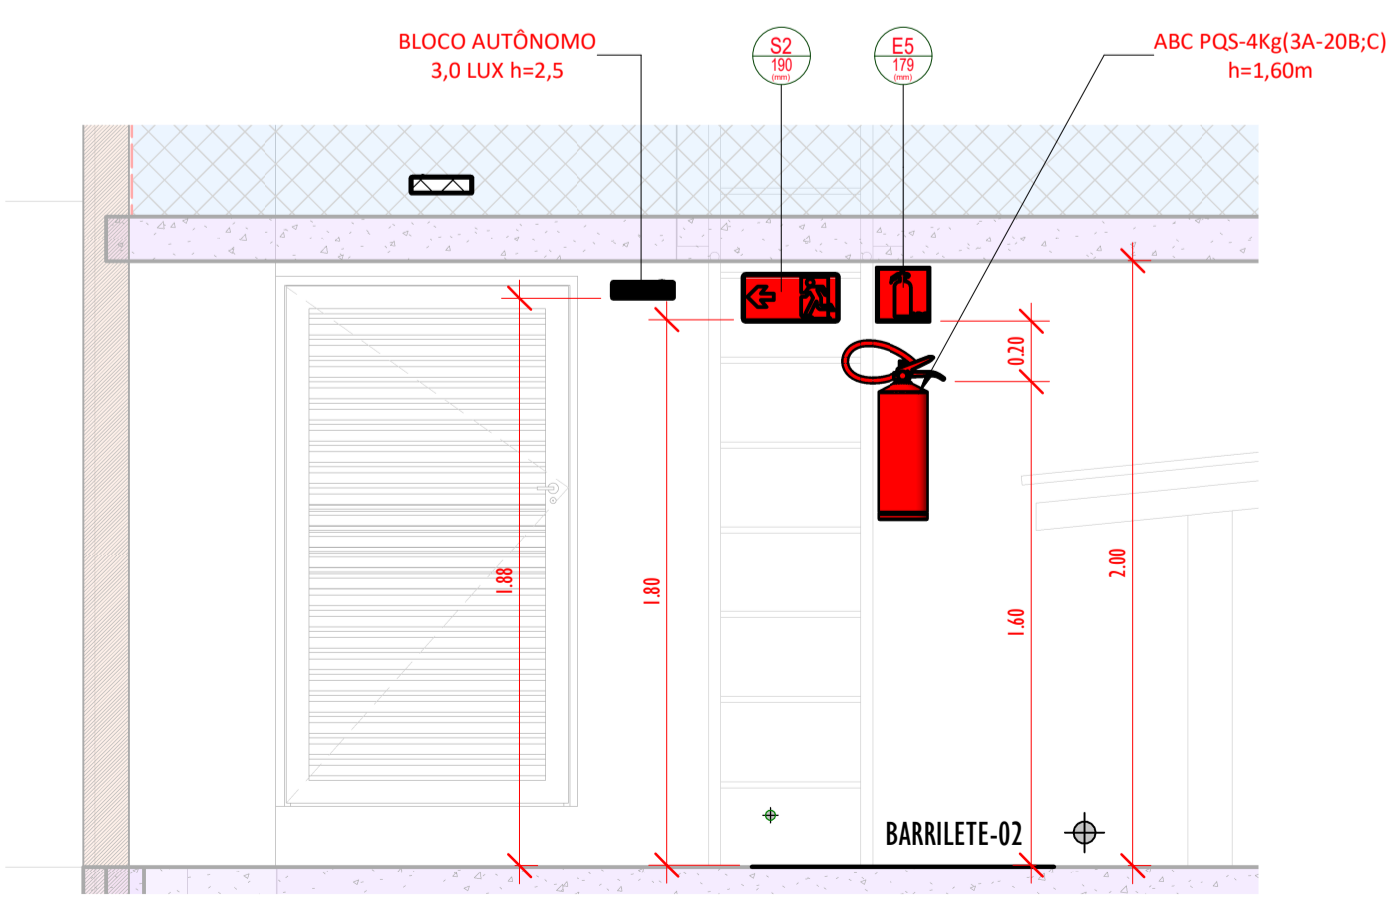 BLOCO AUTÔNOMO
3,0 LUX h=2,5
S2
190
(mm)
E5
179
(mm)
ABC PQS-4Kg(3A-20B;C)
h=1,60m
0.20
1.88
1.80
1.60
2.00
BARRILETE-02